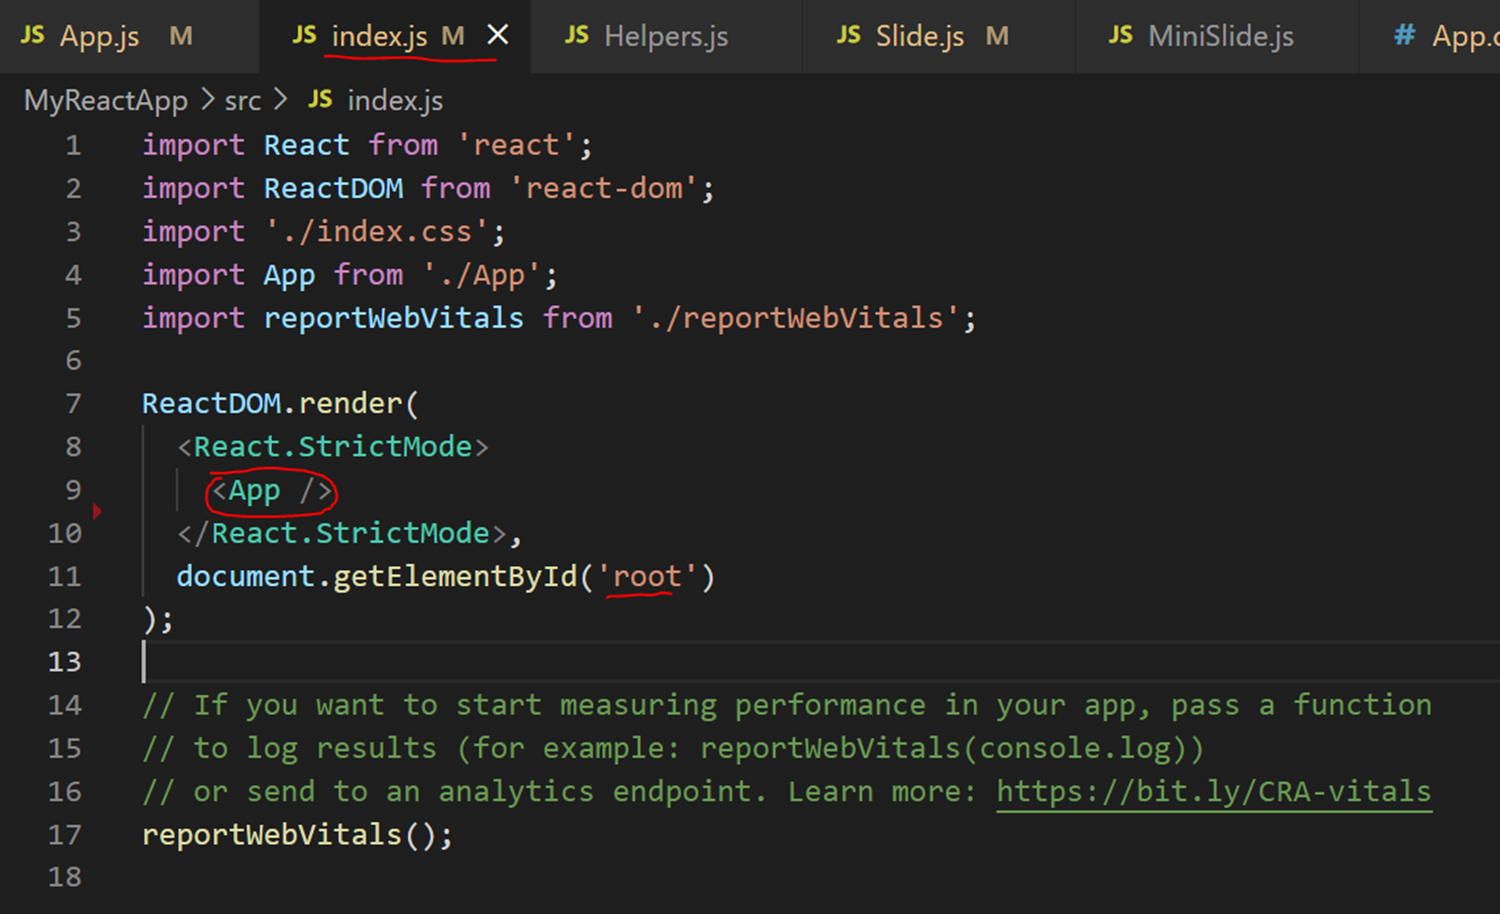 JS App.js M JS index.js M JS Helpers.js JS Slide.js M JS MiniSlide.js # App.c
MyReactApp > src > JS index.js
1 import React from 'react';
2 import ReactDOM from 'react-dom';
3 import './index.css';
4 import App from './App';
5 import reportWebVitals from './reportWebVitals';
6
7 ReactDOM.render(
8   <React.StrictMode>
9     <App />
10   </React.StrictMode>,
11   document.getElementById('root')
12 );
13
14 // If you want to start measuring performance in your app, pass a function
15 // to log results (for example: reportWebVitals(console.log))
16 // or send to an analytics endpoint. Learn more: https://bit.ly/CRA-vitals
17 reportWebVitals();
18